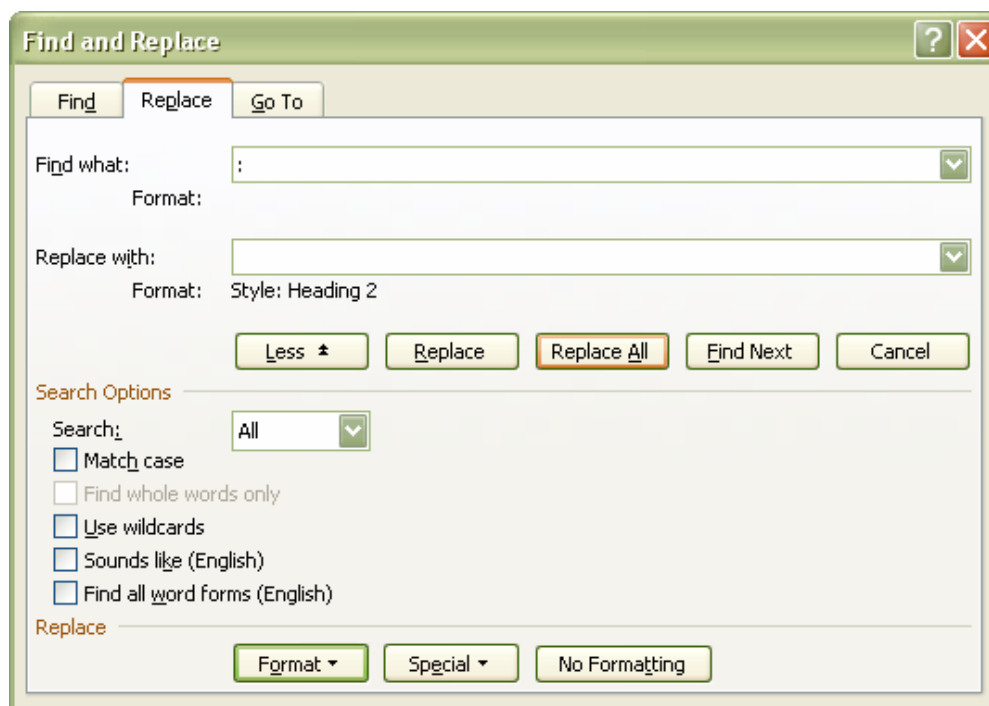 Find and Replace
Find Replace Go To
Find what: :
Format:
Replace with:
Format: Style: Heading 2
Less Replace Replace All Find Next Cancel
Search Options
Search: All
Match case
Find whole words only
Use wildcards
Sounds like (English)
Find all word forms (English)
Replace
Format Special No Formatting